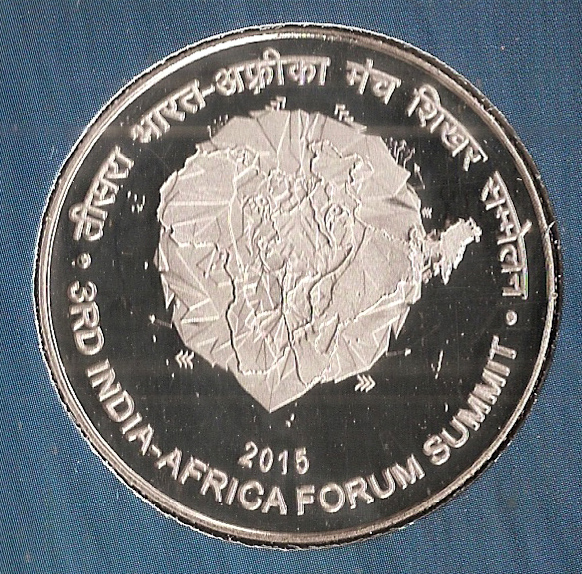 तीसरा भारत-अफ्रीका मंच शिखर सम्मेलन
2015
3RD INDIA-AFRICA FORUM SUMMIT